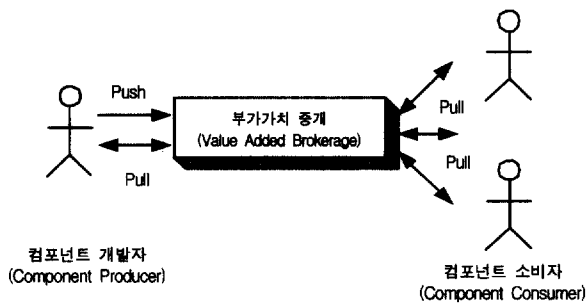 Push
Pull
부가가치 중개
(Value Added Brokerage)
Pull
Pull
컴포넌트 개발자
(Component Producer)
컴포넌트 소비자
(Component Consumer)